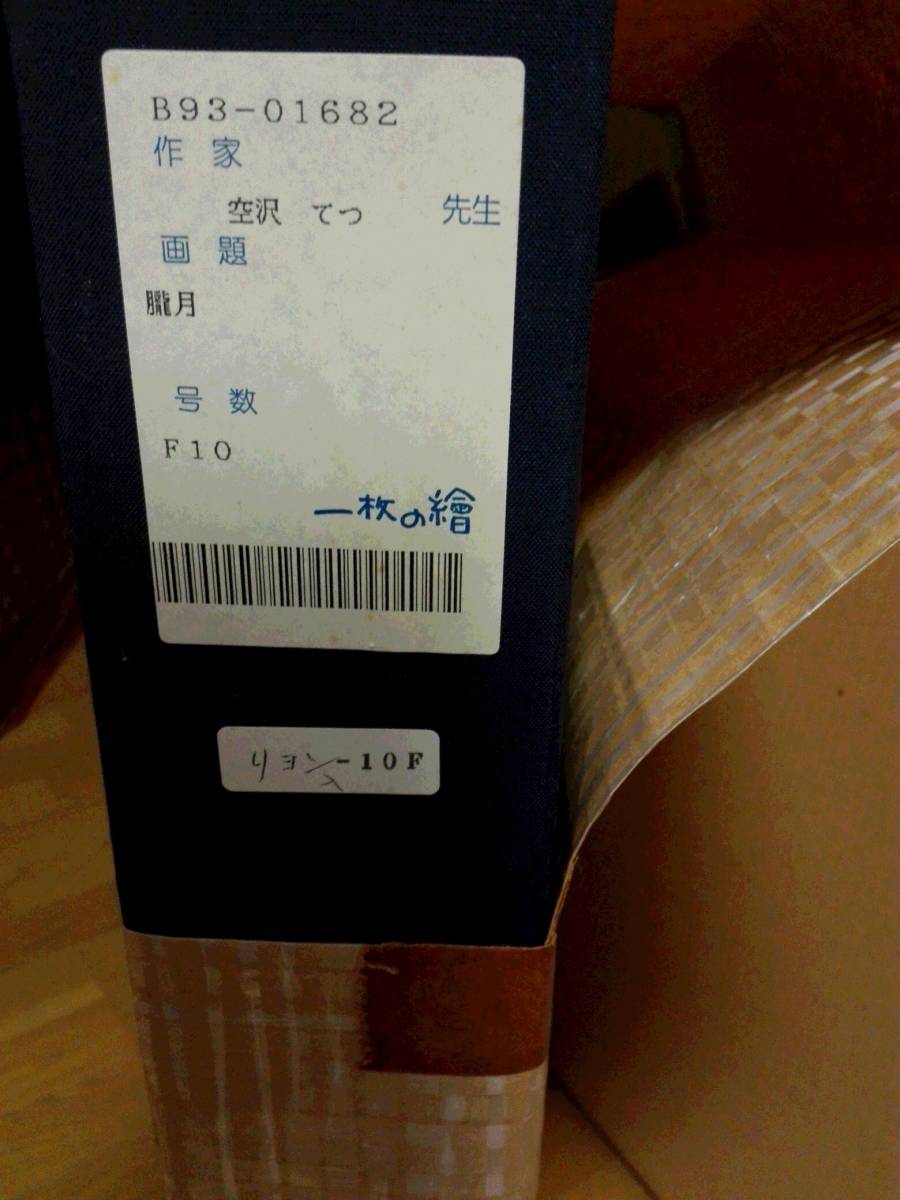 B93-01682
作 家
空沢 てつ 先生
画 題
朧月
号 数
F10
一枚の繪
リヨン-10F